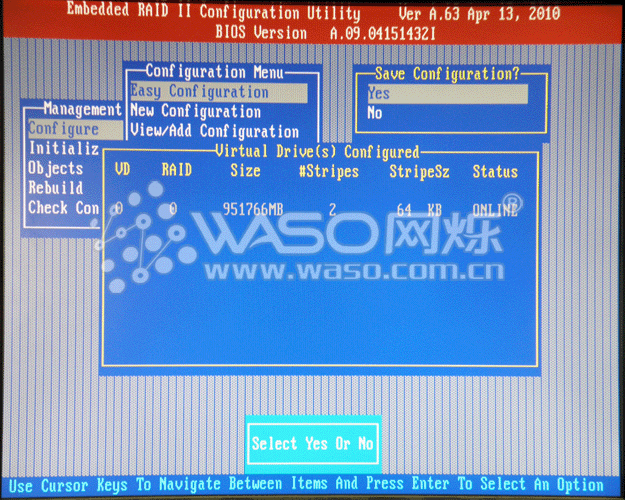 Embedded RAID II Configuration Utility Ver A.63 Apr 13, 2010
BIOS Version A.09.04151432I
Configuration Menu
Easy Configuration
New Configuration
View/Add Configuration
Save Configuration?
Yes
No
Management
Configure
Initializ
Objects
Rebuild
Check Con
Virtual Drive(s) Configured
VD RAID Size #Stripes StripeSz Status
0 0 951766MB 2 64 KB ONLINE
WASO网烁®
www.waso.com.cn
Select Yes Or No
Use Cursor Keys To Navigate Between Items And Press Enter To Select An Option